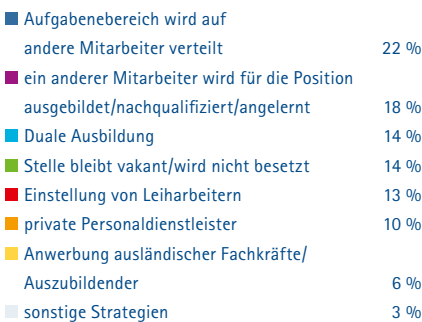 Aufgabenebereich wird auf
andere Mitarbeiter verteilt 22 %
ein anderer Mitarbeiter wird für die Position
ausgebildet/nachqualifiziert/angelernt 18 %
Duale Ausbildung 14 %
Stelle bleibt vakant/wird nicht besetzt 14 %
Einstellung von Leiharbeitern 13 %
private Personaldienstleister 10 %
Anwerbung ausländischer Fachkräfte/
Auszubildender 6 %
sonstige Strategien 3 %